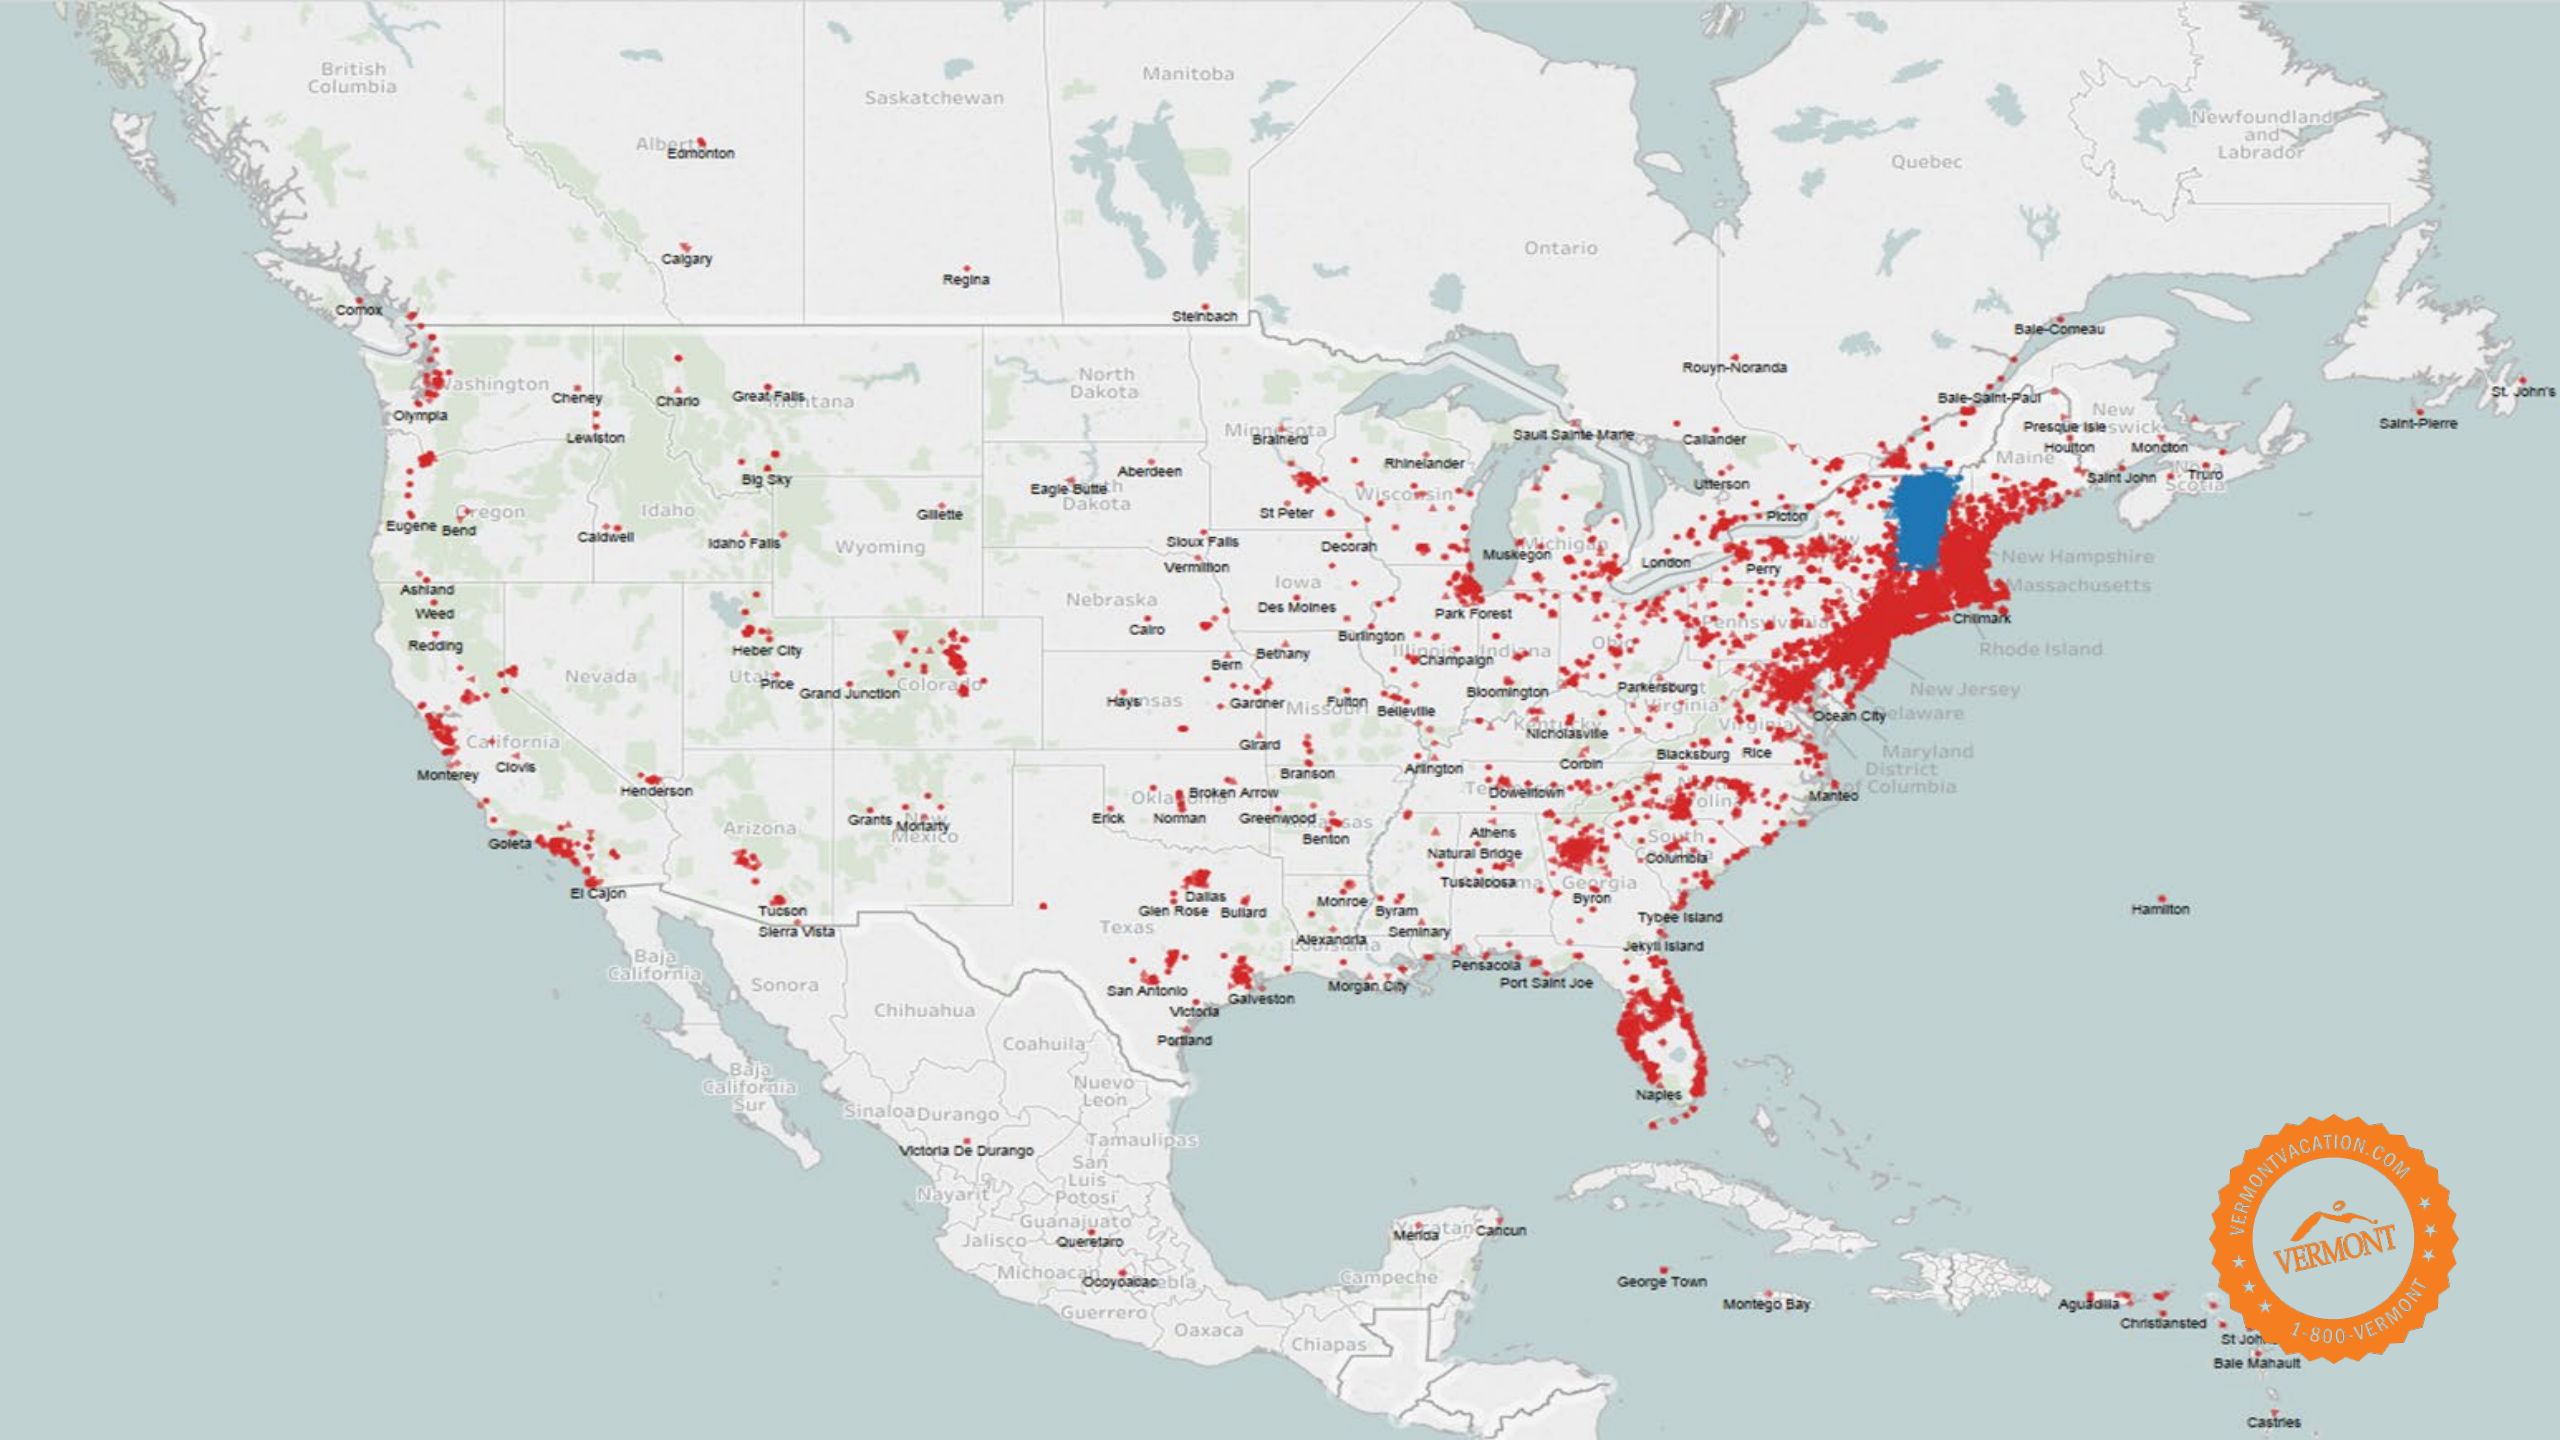 British
Columbia
Alberta
Edmonton
Saskatchewan
Manitoba
Ontario
Quebec
Newfoundland
and
Labrador
Calgary
Regina
Steinbach
Comox
Baie-Comeau
Rouyn-Noranda
Baie-Saint-Paul
St. John's
Saint-Pierre
Washington
Olympia
Cheney
Lewiston
Charlo
Great Falls
Montana
North
Dakota
Minnesota
Brainerd
Sault Sainte Marie
Callander
New
Presque Isle
Houlton
Moncton
Maine
Saint John
Truro
Nova
Scotia
Big Sky
Aberdeen
Eagle Butte
Dakota
Rhinelander
Wisconsin
Utterson
Picton
Oregon
Eugene
Bend
Idaho
Caldwell
Idaho Falls
Gillette
Wyoming
St Peter
Sioux Falls
Vermillion
Decorah
Muskegon
Michigan
London
Perry
New Hampshire
Massachusetts
Chilmark
Rhode Island
Ashland
Weed
Redding
Nebraska
Iowa
Des Moines
Cairo
Park Forest
Burlington
Pennsylvania
Nevada
Heber City
Utah
Price
Grand Junction
Colorado
Bethany
Bern
Illinois
Champaign
Indiana
Ohio
Hays
Gardner
Missouri
Fulton
Belleville
Bloomington
Parkersburg
Virginia
New Jersey
Ocean City
Delaware
Kentucky
Nicholasville
Virginia
Blacksburg
Rice
Maryland
District
of Columbia
Manteo
California
Monterey
Clovis
Henderson
Girard
Branson
Arlington
Corbin
Dowelltown
Oklahoma
Broken Arrow
Erick
Norman
Greenwood
Benton
Arizona
Grants
Moriarty
New
Mexico
Goleta
El Cajon
Athens
Natural Bridge
Tuscaloosa
South
Columbia
Georgia
Byron
Tybee Island
Jekyll Island
Hamilton
Tucson
Sierra Vista
Dallas
Glen Rose
Bullard
Texas
Monroe
Byram
Seminary
Alexandria
Louisiana
Pensacola
Port Saint Joe
Morgan City
San Antonio
Galveston
Victoria
Portland
Naples
Baja
California
Sonora
Chihuahua
Coahuila
Nuevo
Leon
Baja
California
Sur
Sinaloa
Durango
Tamaulipas
Victoria De Durango
San
Luis
Potosi
Nayarit
Guanajuato
Jalisco
Queretaro
Michoacan
Ocoyoacac
Guerrero
Oaxaca
Chiapas
Campeche
Yucatan
Merida
Cancun
George Town
Montego Bay
Aguadilla
Christiansted
Baie Mahault
Castries
VERMONTVACATION.COM
VERMONT
1-800-VERMONT